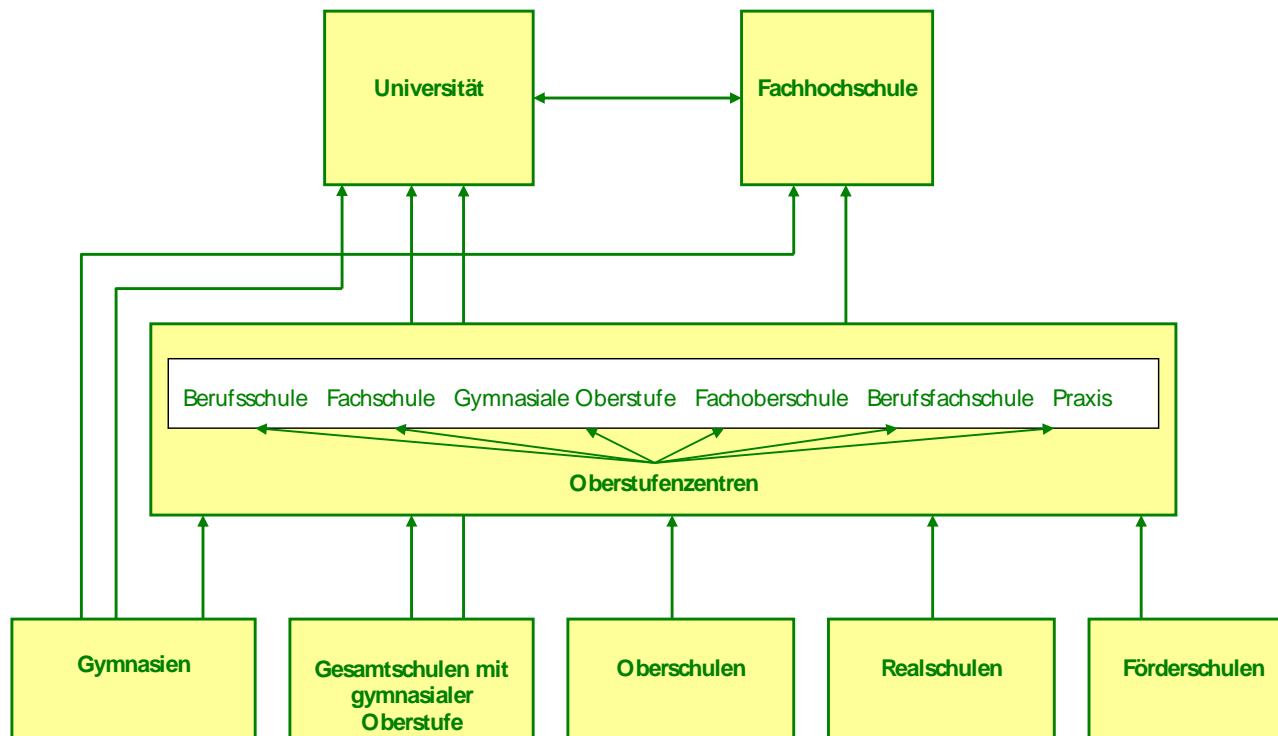 Universität
Fachhochschule
Berufsschule Fachschule Gymnasiale Oberstufe Fachoberschule Berufsfachschule Praxis
Oberstufenzentren
Gymnasien
Gesamtschulen mit
gymnasialer
Oberstufe
Oberschulen
Realschulen
Förderschulen